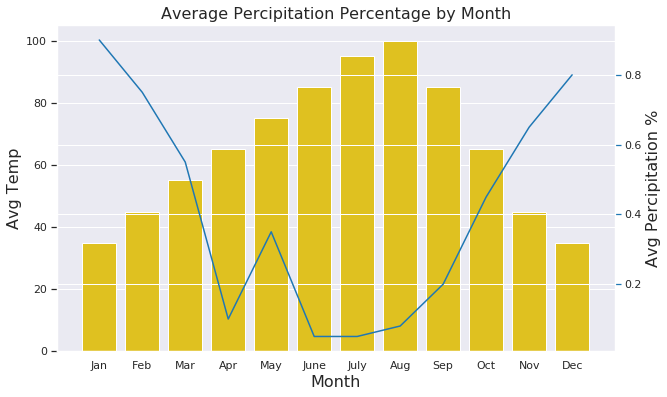 Average Percipitation Percentage by Month
Avg Temp
100
80
60
40
20
0
0.8
0.6
0.4
0.2
Avg Percipitation %
Jan Feb Mar Apr May June July Aug Sep Oct Nov Dec
Month